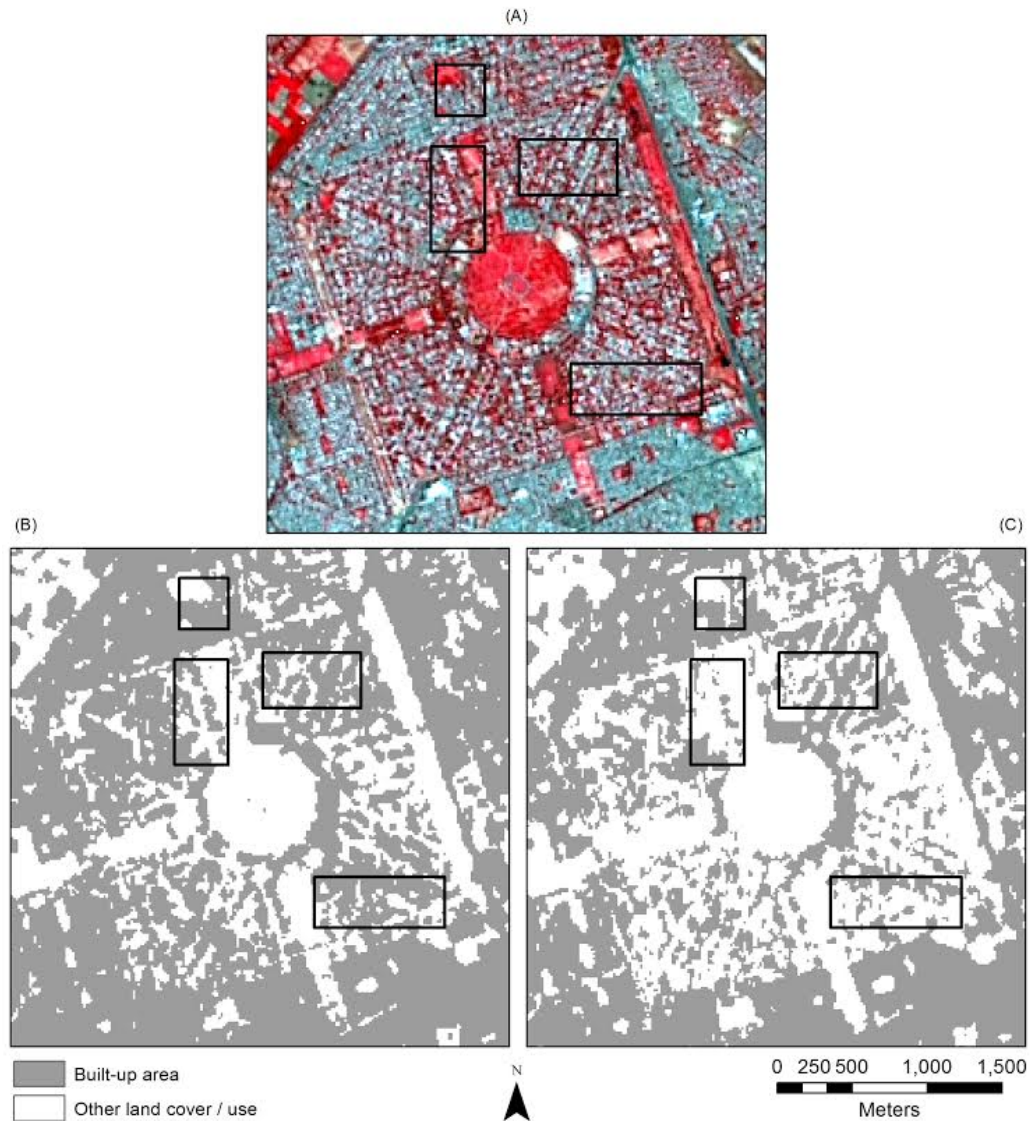 (A)
(B)
(C)
Built-up area
Other land cover / use
N
0 250 500 1,000 1,500
Meters